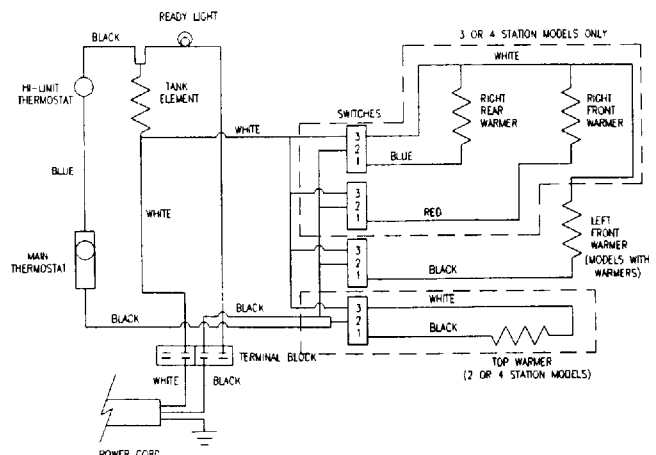 READY LIGHT
3 OR 4 STATION MODELS ONLY
BLACK
WHITE
HI-LIMIT
THERMOSTAT
TANK
ELEMENT
SWITCHES
RIGHT
REAR
WARMER
RIGHT
FRONT
WARMER
WHITE
3
2
1
BLUE
BLUE
3
2
1
RED
WHITE
LEFT
FRONT
WARMER
(MODELS WITH
WARMERS)
MAIN
THERMOSTAT
3
2
1
BLACK
BLACK
BLACK
3
2
1
WHITE
BLACK
TERMINAL BLOCK
TOP WARMER
(2 OR 4 STATION MODELS)
WHITE
BLACK
POWER CORD